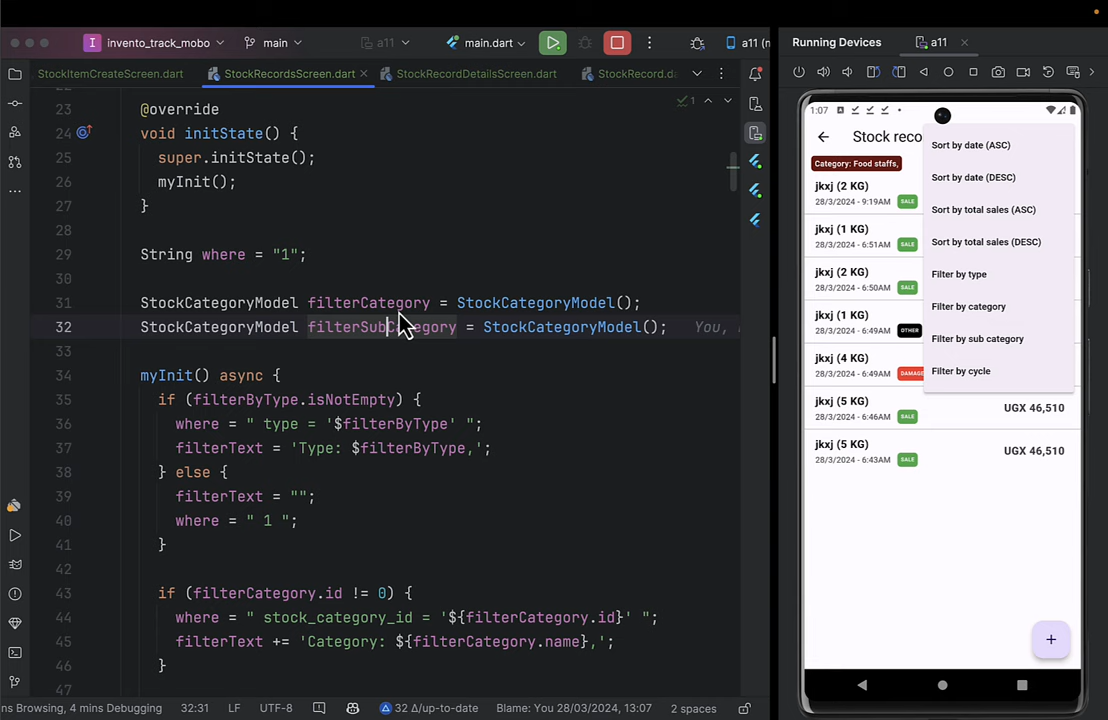 invento_track_mobo
main
a11
main.dart
a11 (m
StockItemCreateScreen.dart
StockRecordsScreen.dart
StockRecordDetailsScreen.dart
StockRecord.da
23 @override
24 void initState() {
25 super.initState();
26 myInit();
27 }
28
29 String where = "1";
30
31 StockCategoryModel filterCategory = StockCategoryModel();
32 StockCategoryModel filterSubCategory = StockCategoryModel(); You,
33
34 myInit() async {
35 if (filterByType.isNotEmpty) {
36 where = " type = '$filterByType' ";
37 filterText = 'Type: $filterByType,';
38 } else {
39 filterText = "";
40 where = " 1 ";
41 }
42
43 if (filterCategory.id != 0) {
44 where = " stock_category_id = '${filterCategory.id}' ";
45 filterText += 'Category: ${filterCategory.name},';
46 }
47
1
ns Browsing, 4 mins Debugging
32:31
LF
UTF-8
32 Δ/up-to-date
Blame: You 28/03/2024, 13:07
2 spaces
Running Devices
a11
1:07
Stock reco
Category: Food staffs,
jkxj (2 KG)
28/3/2024 - 9:19AM SALE
jkxj (1 KG)
28/3/2024 - 6:51AM SALE
jkxj (2 KG)
28/3/2024 - 6:50AM SALE
jkxj (1 KG)
28/3/2024 - 6:49AM OTHER
jkxj (4 KG)
28/3/2024 - 6:49AM DAMAG
jkxj (5 KG)
28/3/2024 - 6:46AM SALE
UGX 46,510
jkxj (5 KG)
28/3/2024 - 6:43AM SALE
UGX 46,510
Sort by date (ASC)
Sort by date (DESC)
Sort by total sales (ASC)
Sort by total sales (DESC)
Filter by type
Filter by category
Filter by sub category
Filter by cycle
+